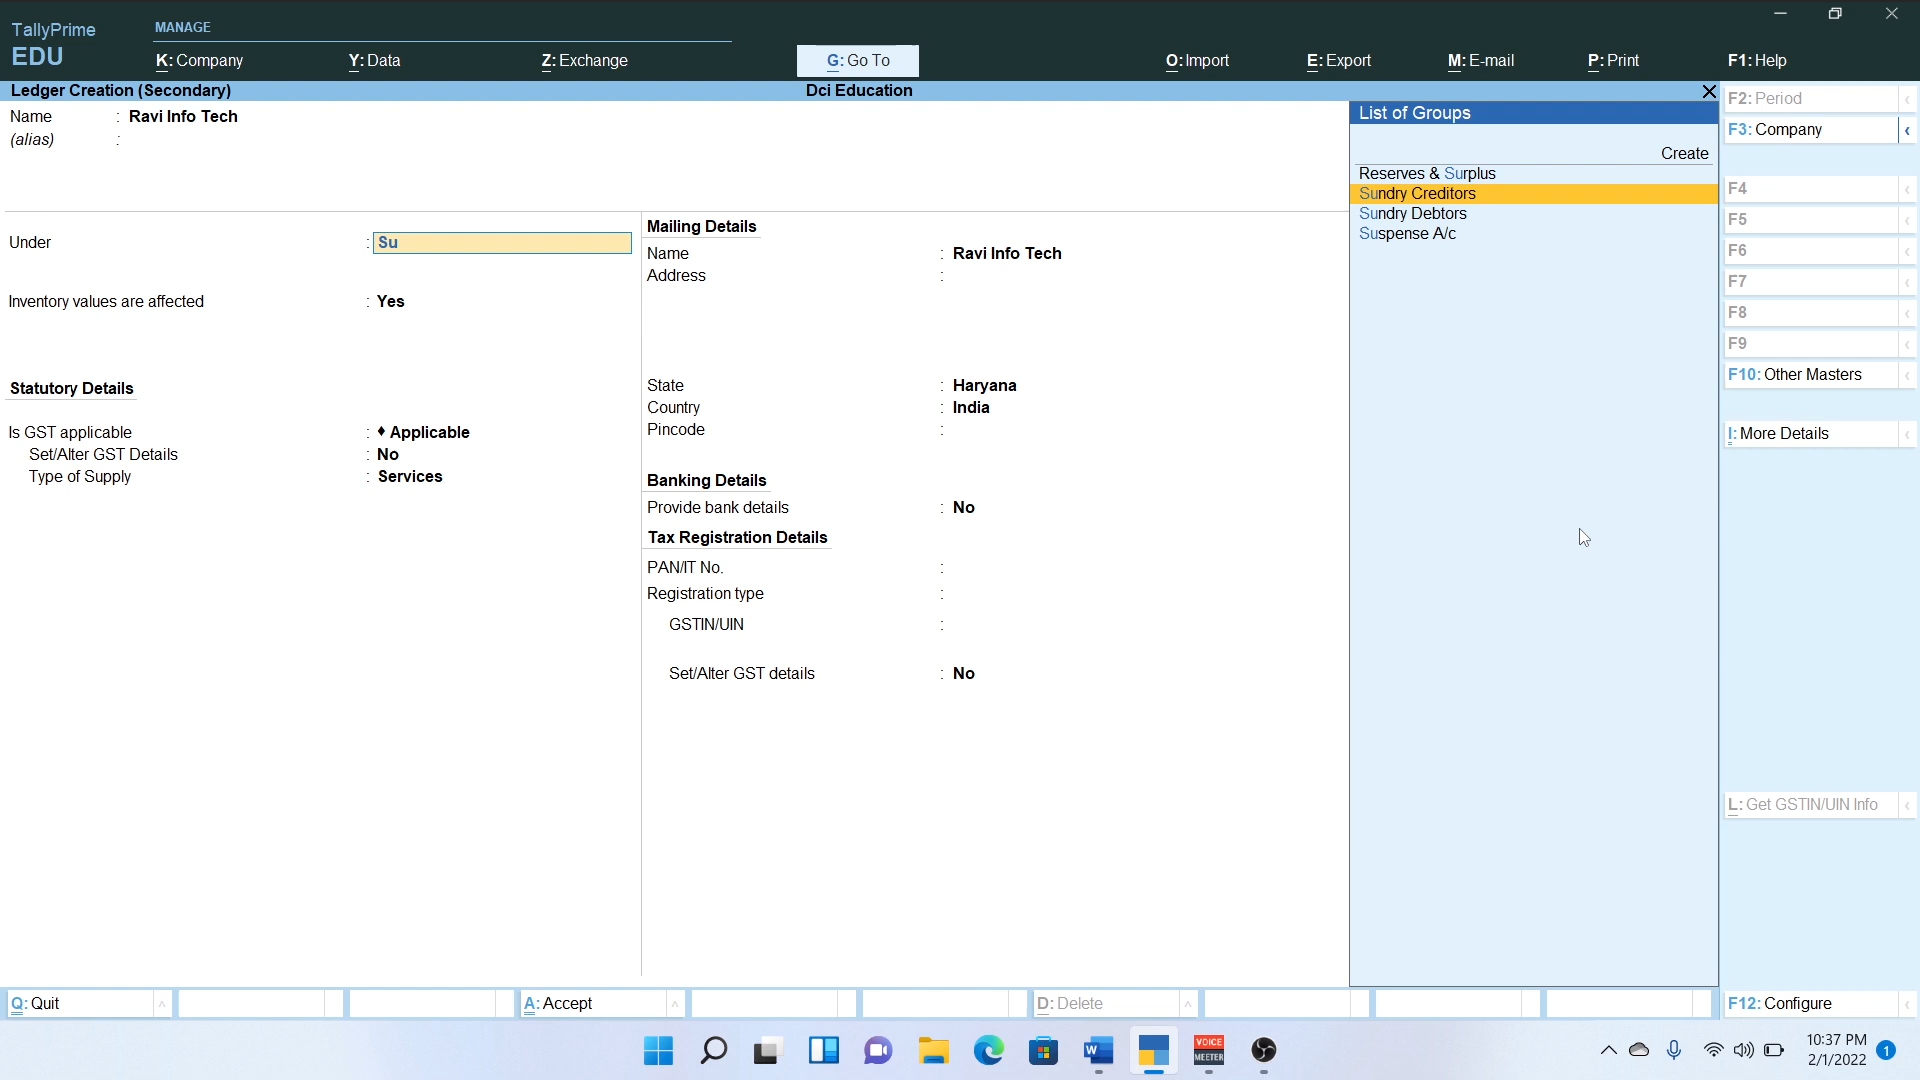 TallyPrime
EDU
MANAGE
K: Company
Y: Data
Z: Exchange
G: Go To
O: Import
E: Export
M: E-mail
P: Print
F1: Help
Ledger Creation (Secondary)
Dci Education
Name : Ravi Info Tech
(alias) :
Under : Su
Inventory values are affected : Yes
Statutory Details
Is GST applicable : ♦ Applicable
Set/Alter GST Details : No
Type of Supply : Services
Mailing Details
Name : Ravi Info Tech
Address :
State : Haryana
Country : India
Pincode :
Banking Details
Provide bank details : No
Tax Registration Details
PAN/IT No. :
Registration type :
GSTIN/UIN :
Set/Alter GST details : No
List of Groups
Create
Reserves & Surplus
Sundry Creditors
Sundry Debtors
Suspense A/c
F2: Period
F3: Company
F4
F5
F6
F7
F8
F9
F10: Other Masters
I: More Details
L: Get GSTIN/UIN Info
F12: Configure
Q: Quit
A: Accept
D: Delete
VOICE
MEETER
10:37 PM
2/1/2022
1